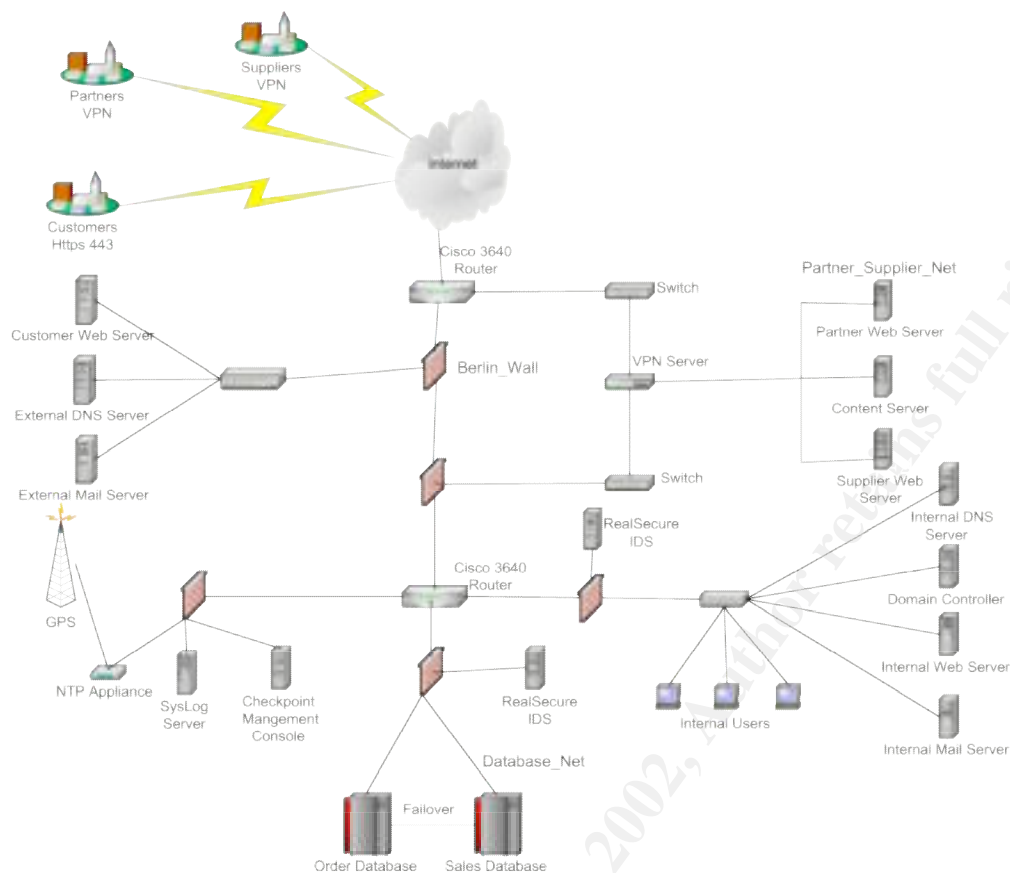 Suppliers
VPN
Partners
VPN
Internet
Customers
Https 443
Cisco 3640
Router
Partner_Supplier_Net
Switch
Customer Web Server
Partner Web Server
VPN Server
Berlin_Wall
External DNS Server
Content Server
External Mail Server
Switch
Supplier Web
Server
RealSecure
IDS
Internal DNS
Server
Cisco 3640
Router
Domain Controller
GPS
Internal Web Server
NTP Appliance
SysLog
Server
Checkpoint
Mangement
Console
RealSecure
IDS
Internal Users
Internal Mail Server
Database_Net
Failover
Order Database
Sales Database
2002, Author retains full